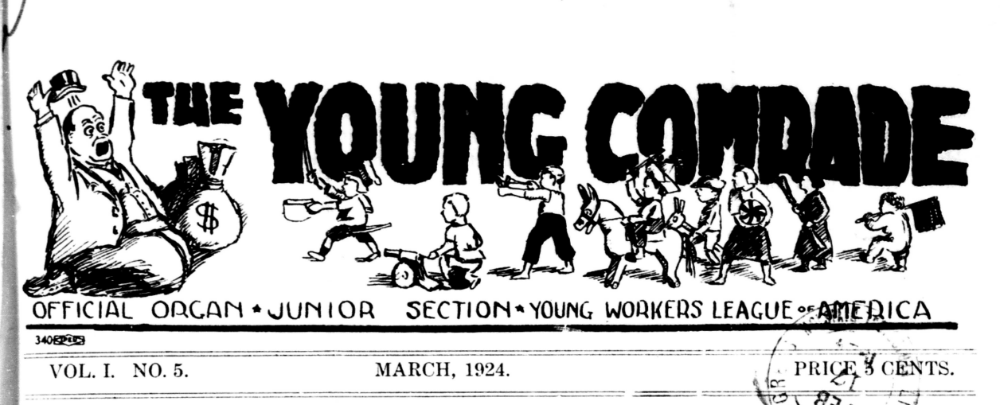 THE YOUNG COMRADE
$
OFFICIAL ORGAN ★ JUNIOR SECTION ★ YOUNG WORKERS LEAGUE OF AMERICA
340
VOL. I. NO. 5. MARCH, 1924. PRICE 5 CENTS.